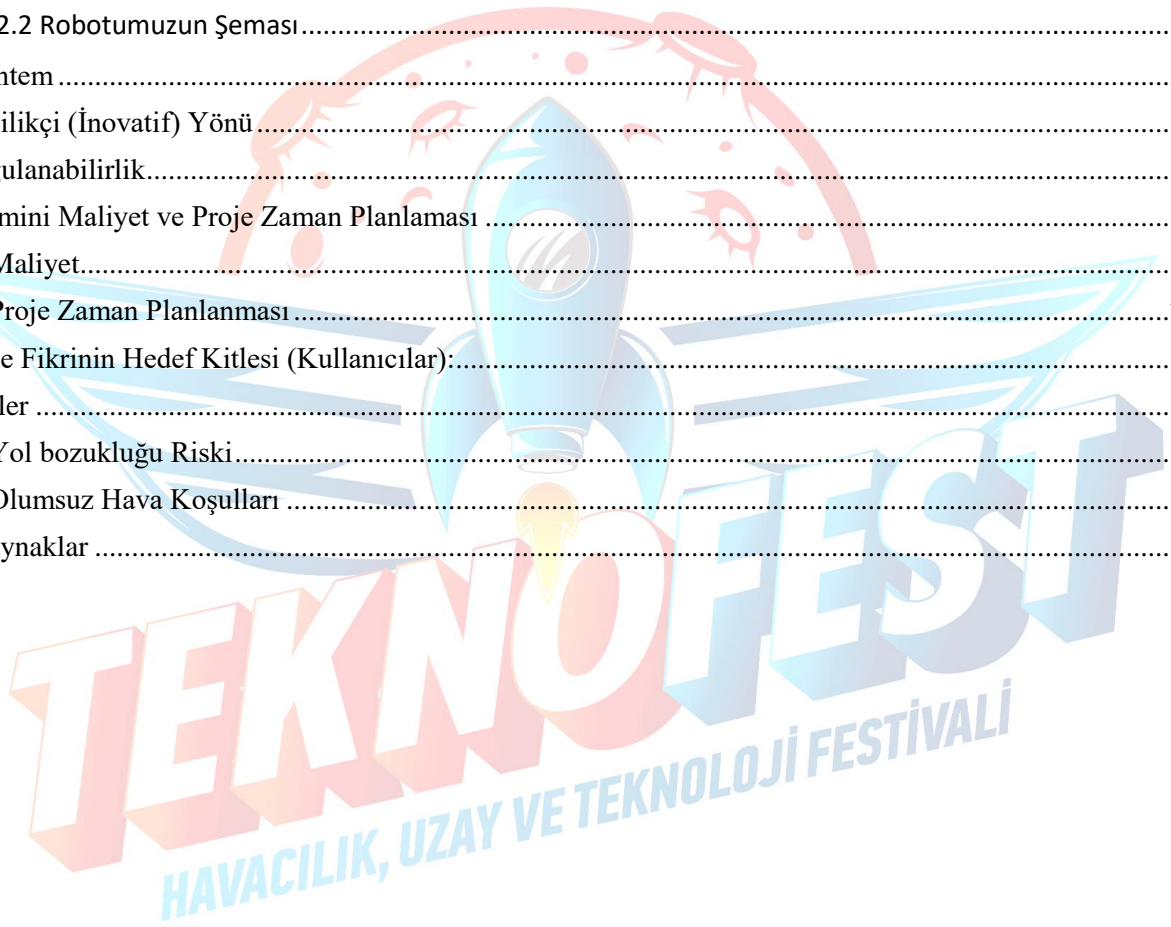 2.2 Robotumuzun Şeması........................................
ntem........................................
ilikçi (İnovatif) Yönü........................................
ulanabilirlik........................................
mini Maliyet ve Proje Zaman Planlaması........................................
Maliyet........................................
Proje Zaman Planlanması........................................
e Fikrinin Hedef Kitlesi (Kullanıcılar):........................................
ler........................................
Yol bozukluğu Riski........................................
Olumsuz Hava Koşulları........................................
ynaklar........................................
TEKNOFEST
HAVACILIK, UZAY VE TEKNOLOJİ FESTİVALİ